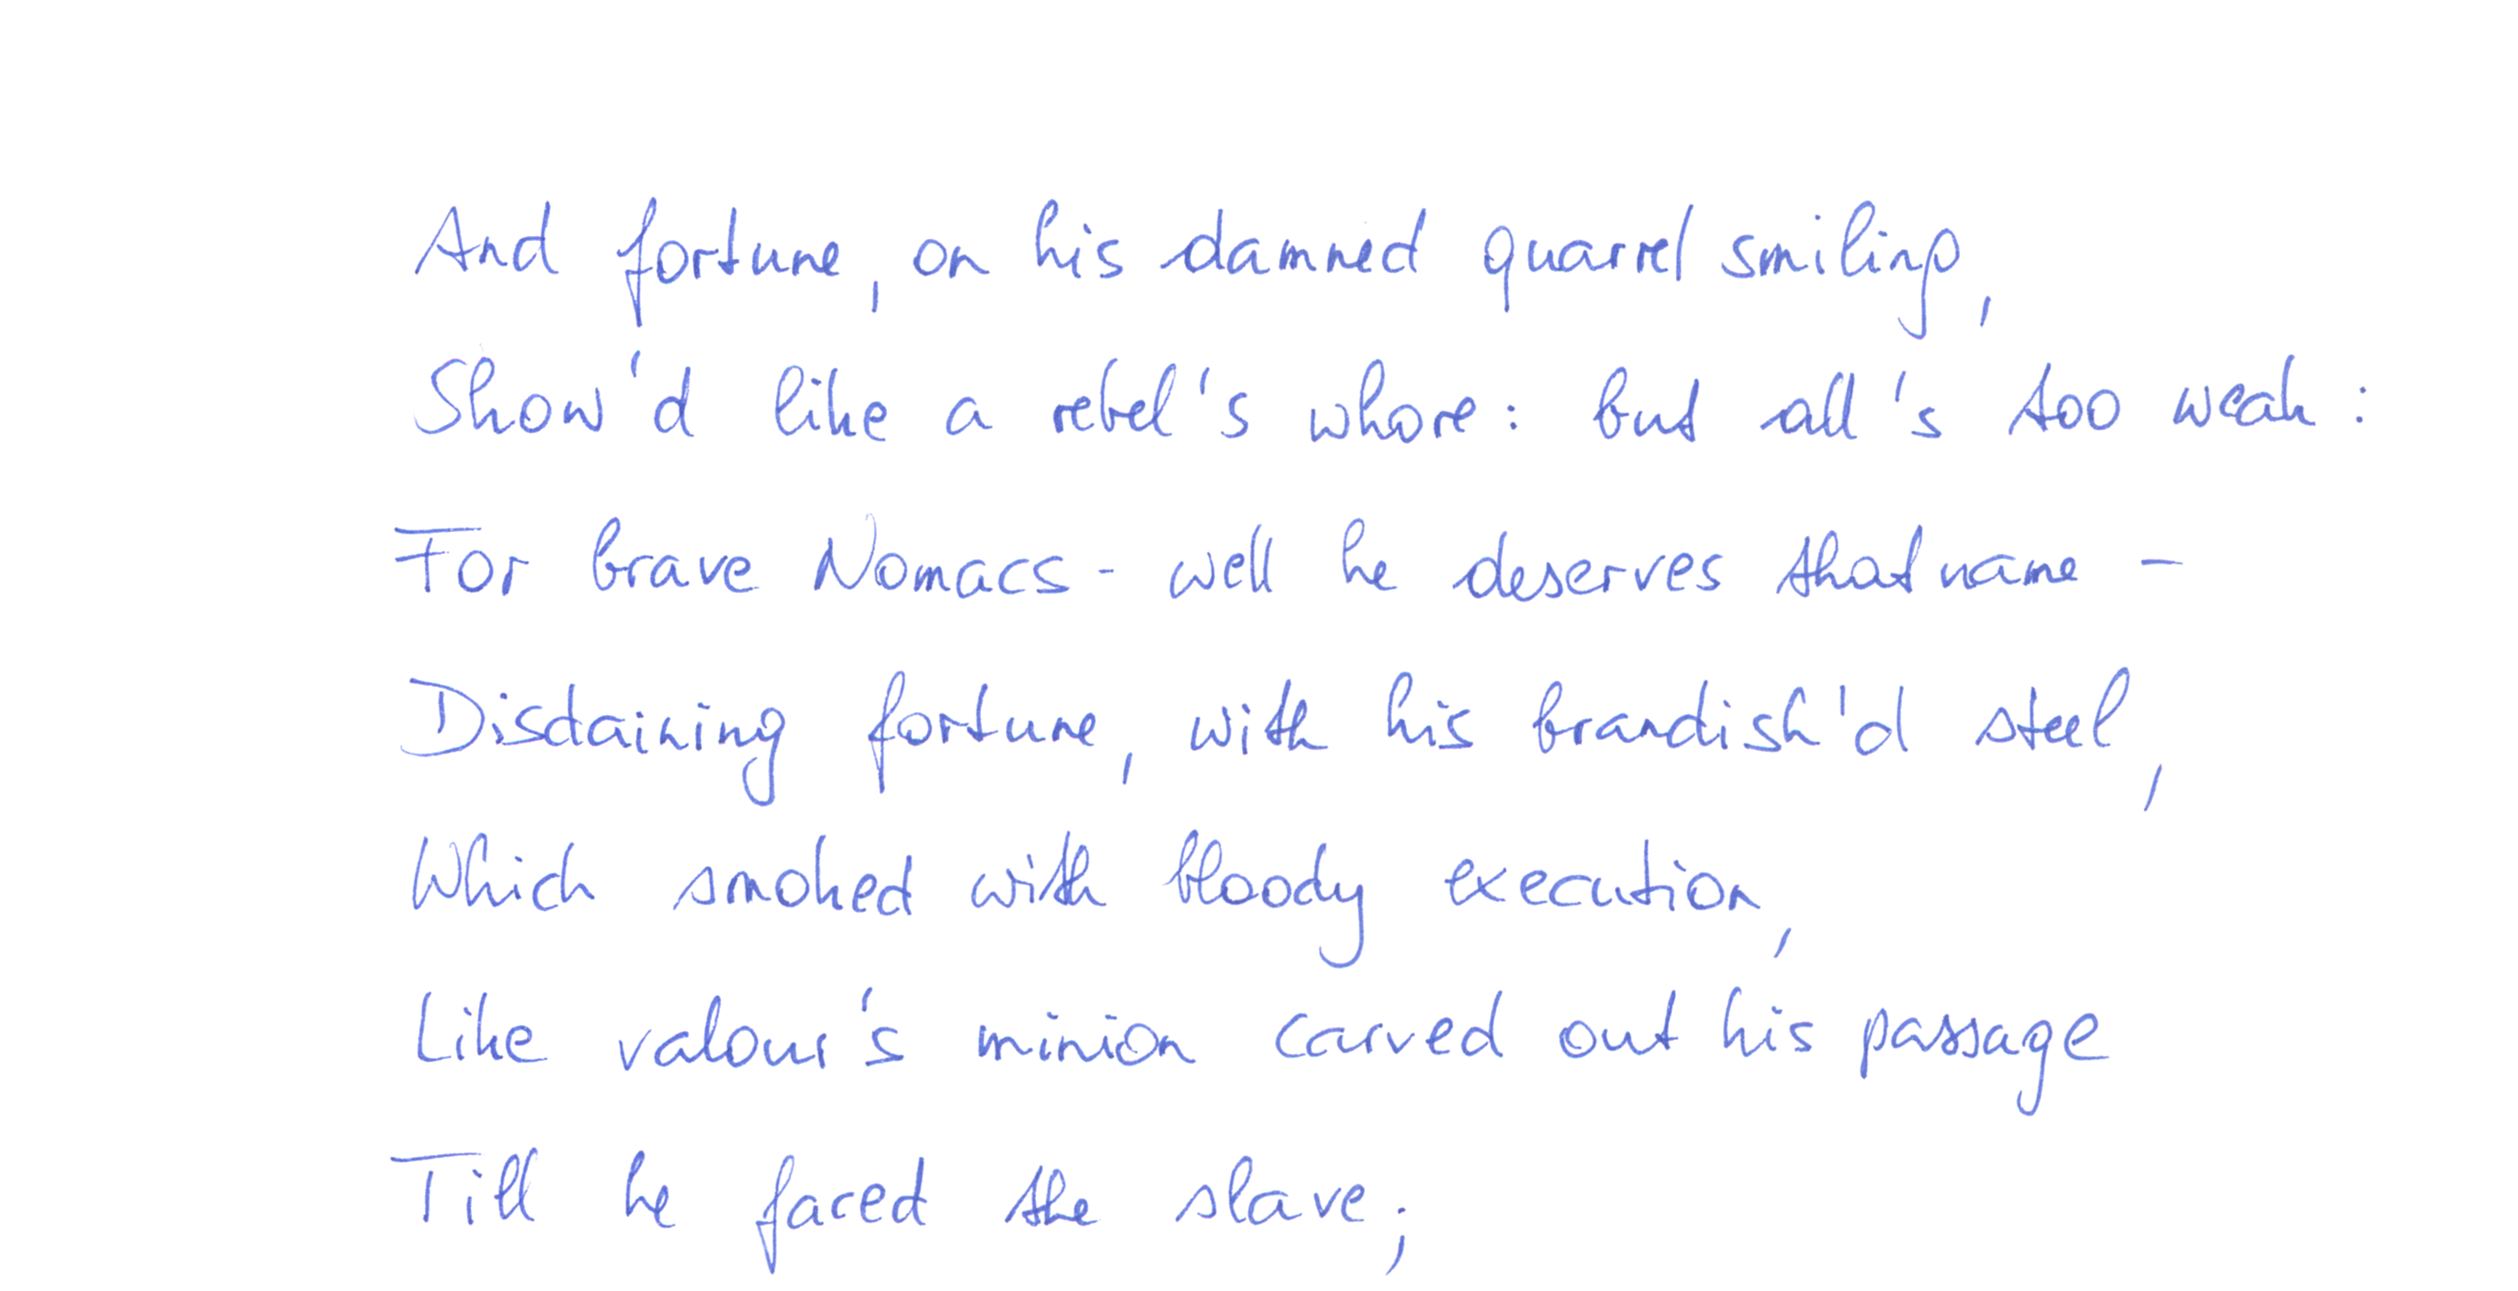 And fortune, on his damned quarrel smiling,
Show'd like a rebel's whore: but all's too weak:
For brave Nomacs - well he deserves that name -
Disdaining fortune, with his brandish'd steel,
Which smoked with bloody execution,
Like valour's minion carved out his passage
Till he faced the slave;